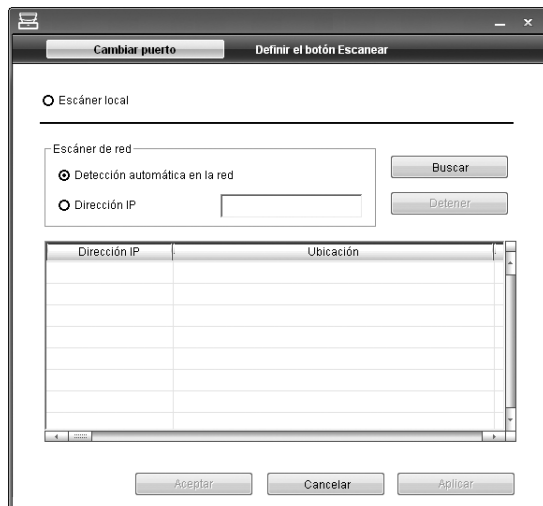 Cambiar puerto Definir el botón Escanear
Escáner local
Escáner de red
Detección automática en la red
Buscar
Dirección IP
Detener
Dirección IP Ubicación
Aceptar Cancelar Aplicar